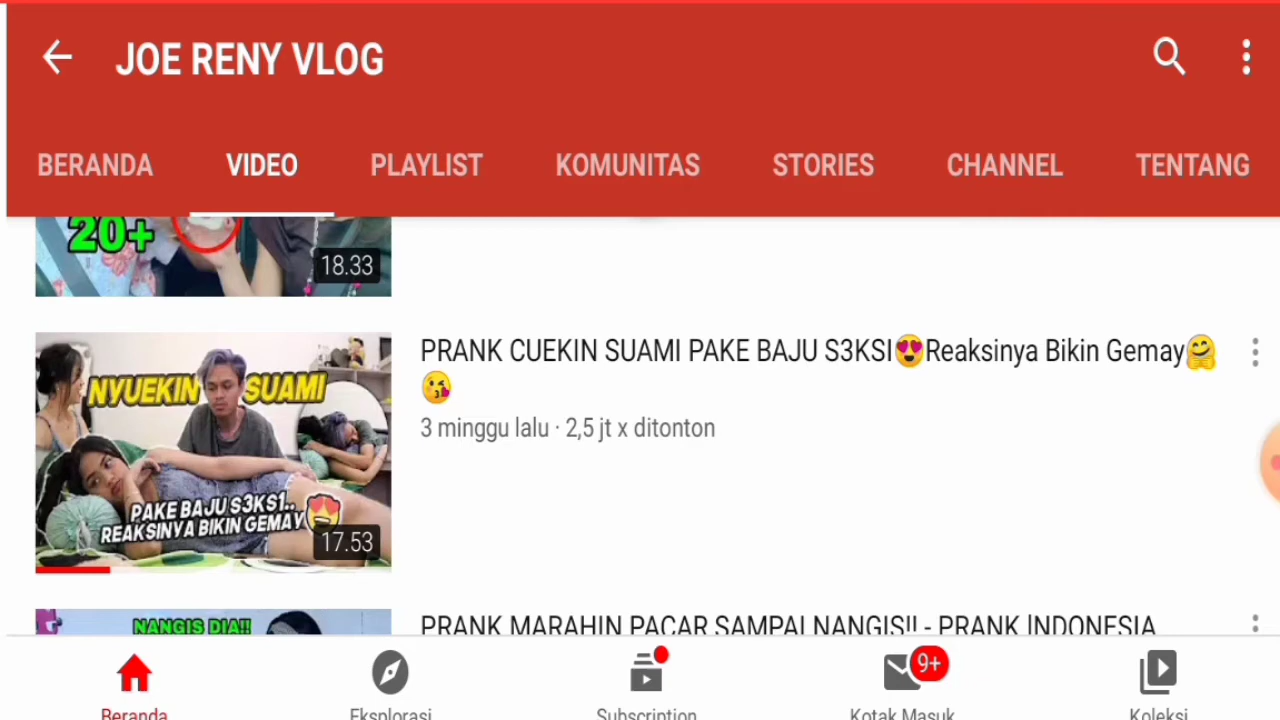 JOE RENY VLOG
BERANDA VIDEO PLAYLIST KOMUNITAS STORIES CHANNEL TENTANG
20+
18.33
PRANK CUEKIN SUAMI PAKE BAJU S3KSI😍Reaksinya Bikin Gemay🤗
😘
3 minggu lalu · 2,5 jt x ditonton
NYUEKIN SUAMI
PAKE BAJU S3KS1..
REAKSINYA BIKIN GEMAY
17.53
NANGIS DIA!!
PRANK MARAHIN PACAR SAMPAI NANGIS!! - PRANK INDONESIA
9+
Beranda Eksplorasi Subscription Kotak Masuk Koleksi